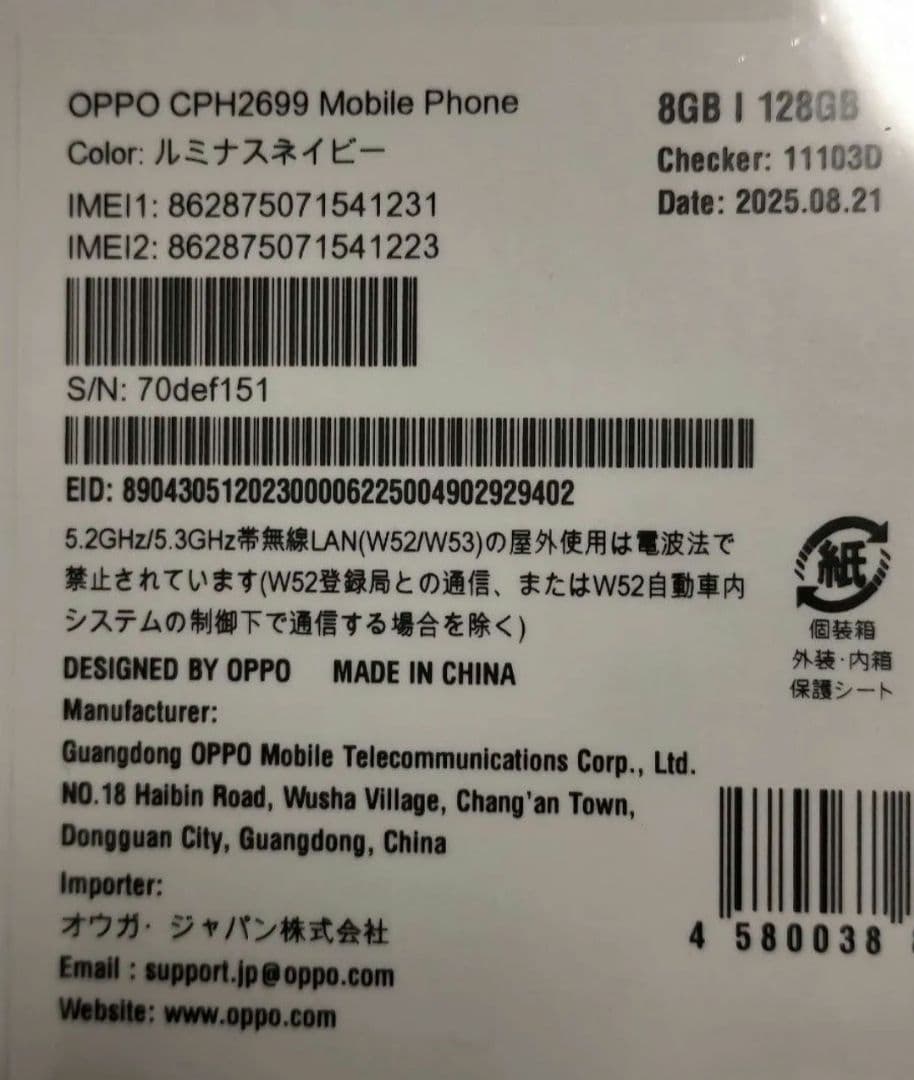 OPPO CPH2699 Mobile Phone
Color: ルミナスネイビー
IMEI1: 862875071541231
IMEI2: 862875071541223
8GB | 128GB
Checker: 11103D
Date: 2025.08.21
S/N: 70def151
EID: 89043051202300006225004902929402
5.2GHz/5.3GHz帯無線LAN(W52/W53)の屋外使用は電波法で
禁止されています(W52登録局との通信、またはW52自動車内
システムの制御下で通信する場合を除く)
紙
個装箱
外装・内箱
保護シート
DESIGNED BY OPPO MADE IN CHINA
Manufacturer:
Guangdong OPPO Mobile Telecommunications Corp., Ltd.
NO.18 Haibin Road, Wusha Village, Chang'an Town,
Dongguan City, Guangdong, China
Importer:
オウガ・ジャパン株式会社
Email : support.jp@oppo.com
Website: www.oppo.com
4 580038